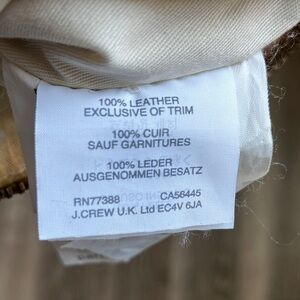 100% LEATHER
EXCLUSIVE OF TRIM
100% CUIR
SAUF GARNITURES
100% LEDER
AUSGENOMMEN BESATZ
RN77388 CA56445
J.CREW U.K. Ltd EC4V 6JA